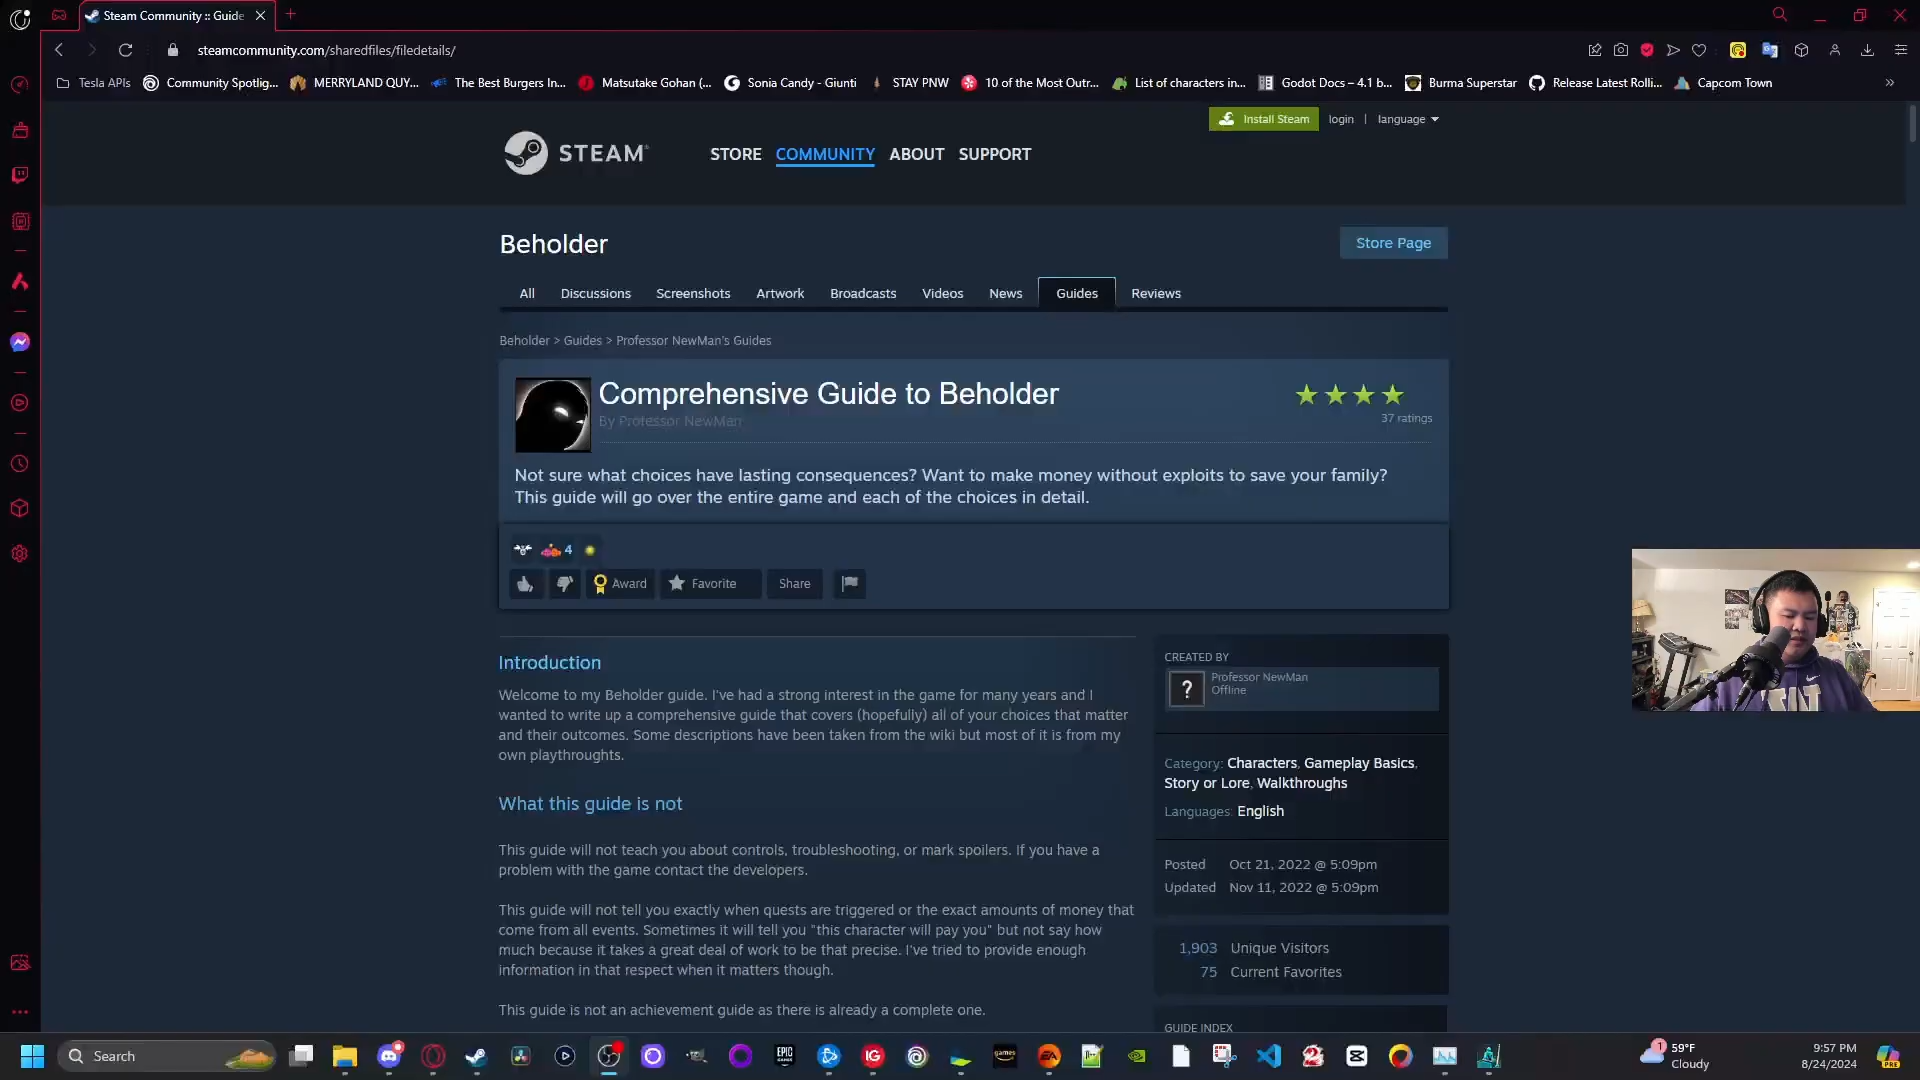 Steam Community :: Guide
steamcommunity.com/sharedfiles/filedetails/
Tesla APIs
Community Spotlig...
MERRYLAND QUY...
The Best Burgers In...
Matsutake Gohan (...
Sonia Candy - Giunti
STAY PNW
10 of the Most Outr...
List of characters in...
Godot Docs – 4.1 b...
Burma Superstar
Release Latest Rolli...
Capcom Town
Install Steam
login | language
STEAM
STORE COMMUNITY ABOUT SUPPORT
Beholder
Store Page
All Discussions Screenshots Artwork Broadcasts Videos News Guides Reviews
Beholder > Guides > Professor NewMan's Guides
Comprehensive Guide to Beholder
By Professor NewMan
37 ratings
Not sure what choices have lasting consequences? Want to make money without exploits to save your family?
This guide will go over the entire game and each of the choices in detail.
4
Award
Favorite
Share
Introduction
Welcome to my Beholder guide. I've had a strong interest in the game for many years and I
wanted to write up a comprehensive guide that covers (hopefully) all of your choices that matter
and their outcomes. Some descriptions have been taken from the wiki but most of it is from my
own playthroughts.
What this guide is not
This guide will not teach you about controls, troubleshooting, or mark spoilers. If you have a
problem with the game contact the developers.
This guide will not tell you exactly when quests are triggered or the exact amounts of money that
come from all events. Sometimes it will tell you "this character will pay you" but not say how
much because it takes a great deal of work to be that precise. I've tried to provide enough
information in that respect when it matters though.
This guide is not an achievement guide as there is already a complete one.
CREATED BY
?
Professor NewMan
Offline
Category: Characters, Gameplay Basics,
Story or Lore, Walkthroughs
Languages: English
Posted Oct 21, 2022 @ 5:09pm
Updated Nov 11, 2022 @ 5:09pm
1,903 Unique Visitors
75 Current Favorites
GUIDE INDEX
W
Search
EPIC
IG
games
EA
1
59°F
Cloudy
9:57 PM
8/24/2024
PRE